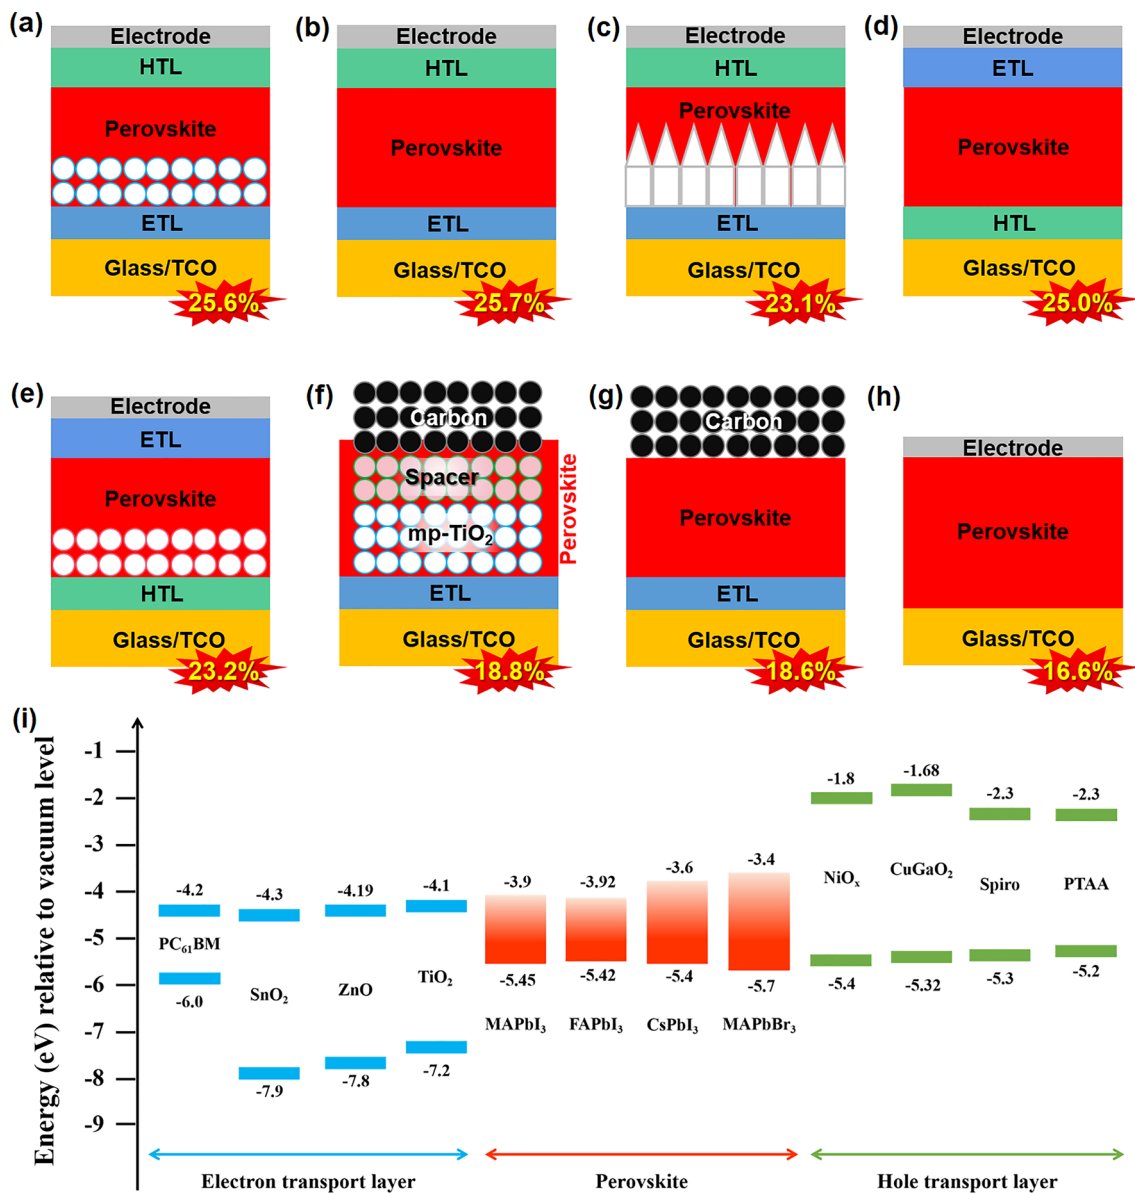 (a)
Electrode
HTL
Perovskite
ETL
Glass/TCO
25.6%
(b)
Electrode
HTL
Perovskite
ETL
Glass/TCO
25.7%
(c)
Electrode
HTL
Perovskite
ETL
Glass/TCO
23.1%
(d)
Electrode
ETL
Perovskite
HTL
Glass/TCO
25.0%
(e)
Electrode
ETL
Perovskite
HTL
Glass/TCO
23.2%
(f)
Carbon
Spacer
mp-TiO₂
Perovskite
ETL
Glass/TCO
18.8%
(g)
Carbon
Perovskite
ETL
Glass/TCO
18.6%
(h)
Electrode
Perovskite
Glass/TCO
16.6%
(i)
Energy (eV) relative to vacuum level
-1
-2
-3
-4
-5
-6
-7
-8
-9
-4.2
PC₆₁BM
-6.0
-4.3
SnO₂
-7.9
-4.19
ZnO
-7.8
-4.1
TiO₂
-7.2
-3.9
-5.45
MAPbI₃
-3.92
-5.42
FAPbI₃
-3.6
-5.4
CsPbI₃
-3.4
-5.7
MAPbBr₃
-1.8
NiOₓ
-5.4
-1.68
CuGaO₂
-5.32
-2.3
Spiro
-5.3
-2.3
PTAA
-5.2
Electron transport layer
Perovskite
Hole transport layer